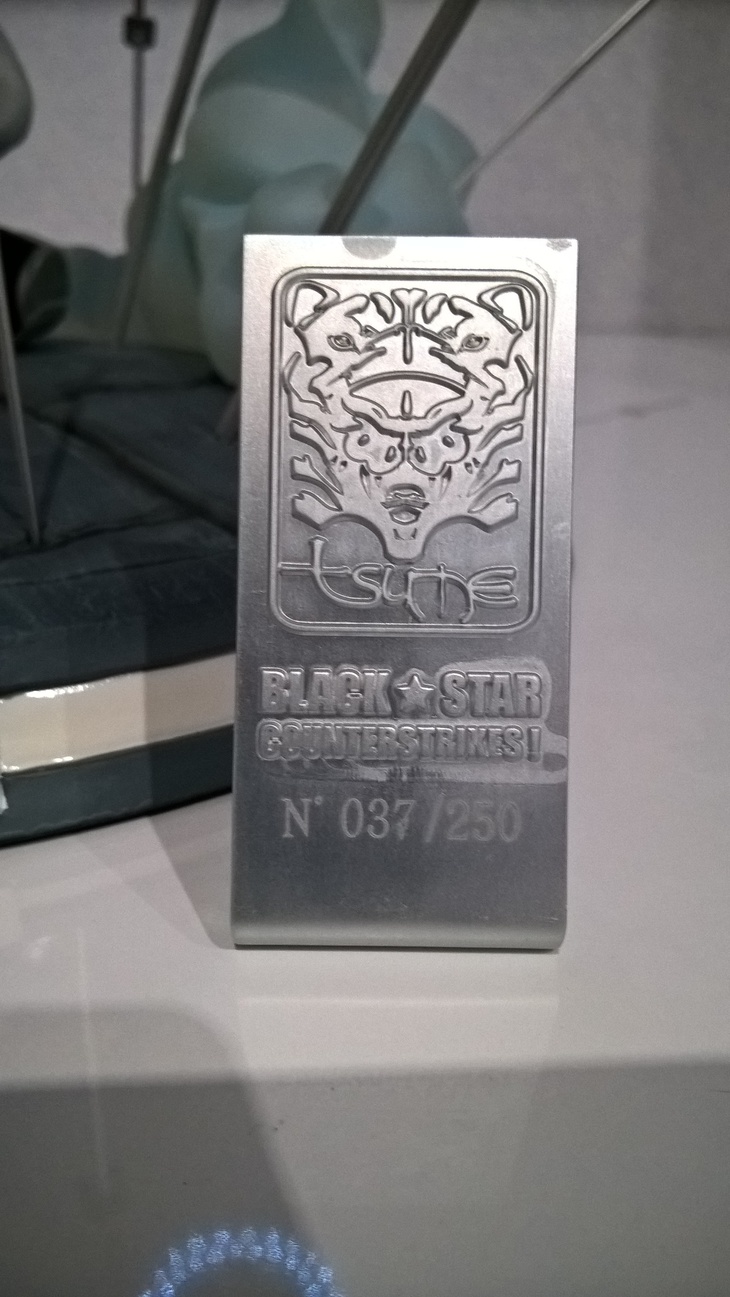 tsume
BLACK★STAR
COUNTERSTRIKES!
N° 037/250